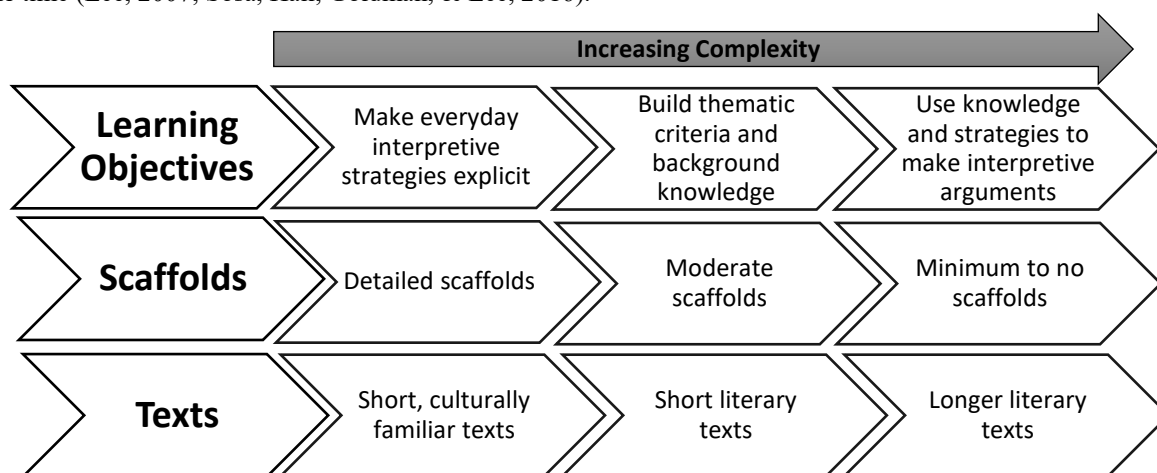 Increasing Complexity
Learning
Objectives
Make everyday
interpretive
strategies explicit
Build thematic
criteria and
background
knowledge
Use knowledge
and strategies to
make interpretive
arguments
Scaffolds
Detailed scaffolds
Moderate
scaffolds
Minimum to no
scaffolds
Texts
Short, culturally
familiar texts
Short literary
texts
Longer literary
texts